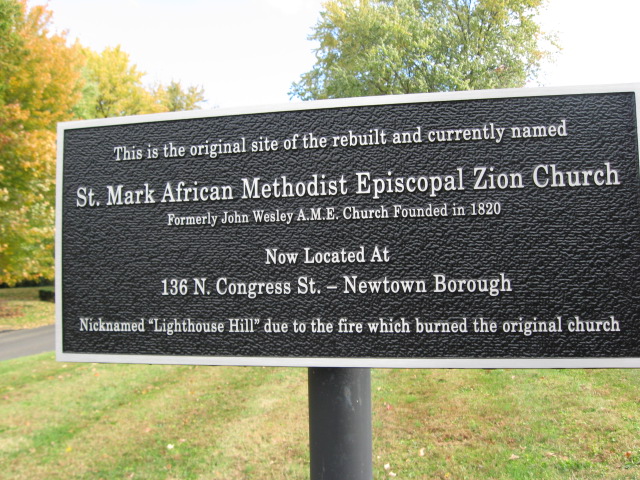 This is the original site of the rebuilt and currently named
St. Mark African Methodist Episcopal Zion Church
Formerly John Wesley A.M.E. Church Founded in 1820
Now Located At
136 N. Congress St. – Newtown Borough
Nicknamed "Lighthouse Hill" due to the fire which burned the original church